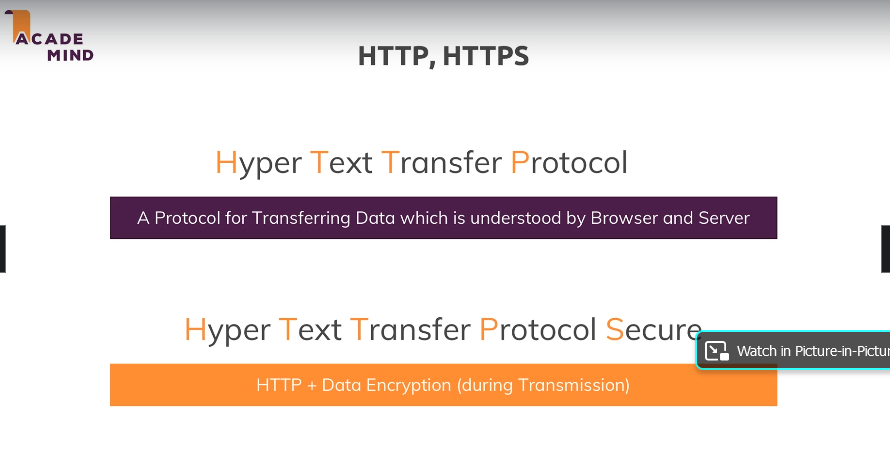 ACADE
MIND
HTTP, HTTPS
Hyper Text Transfer Protocol
A Protocol for Transferring Data which is understood by Browser and Server
Hyper Text Transfer Protocol Secure
Watch in Picture-in-Pictur
HTTP + Data Encryption (during Transmission)